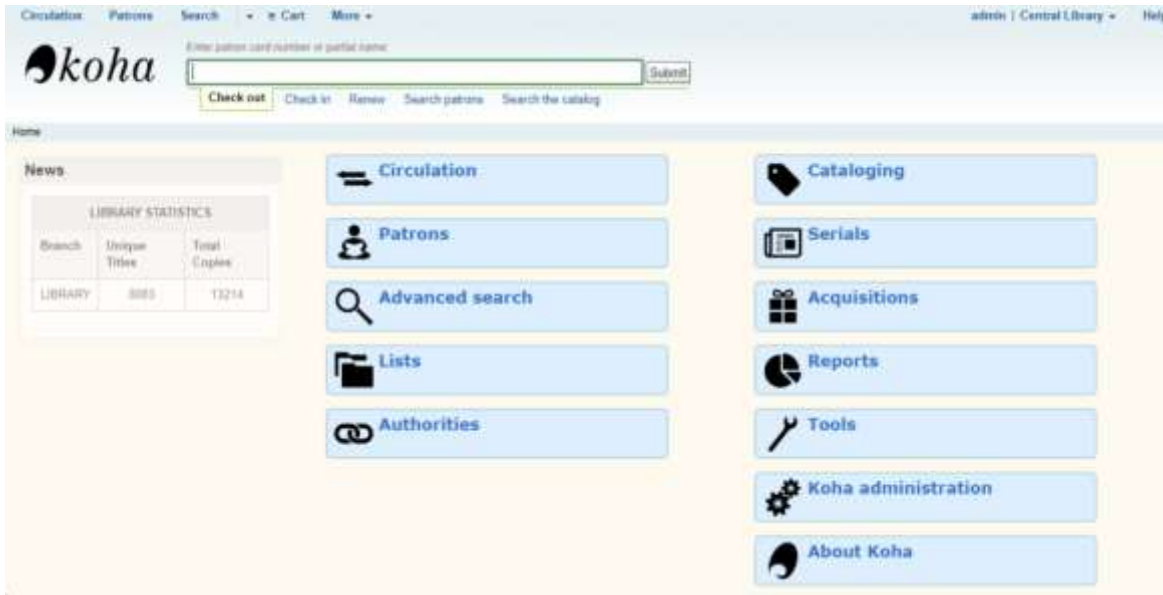 Circulation Patrons Search Cart More
admin | Central Library Help
koha
Enter patron card number or partial name
Submit
Check out Check in Renew Search patrons Search the catalog
Home
News
LIBRARY STATISTICS
Branch Unique Titles Total Copies
LIBRARY 13214
Circulation
Patrons
Advanced search
Lists
Authorities
Cataloging
Serials
Acquisitions
Reports
Tools
Koha administration
About Koha